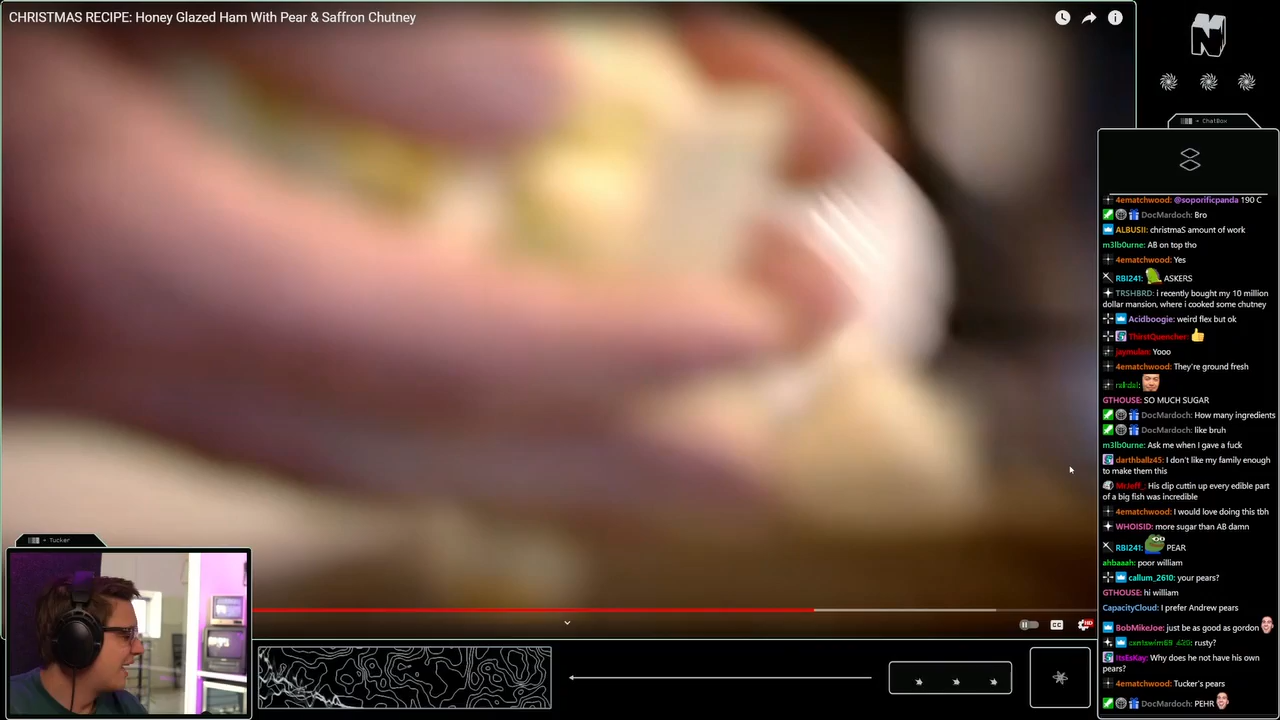 CHRISTMAS RECIPE: Honey Glazed Ham With Pear & Saffron Chutney
ChatBox
4ematchwood: @soporificpanda 190 C
DocMardoch: Bro
ALBUSII: christmaS amount of work
m3lb0urne: AB on top tho
4ematchwood: Yes
RBI241: ASKERS
TRSHBRD: i recently bought my 10 million
dollar mansion, where i cooked some chutney
Acidboogie: weird flex but ok
ThirstQuencher:
jaymulan: Yooo
4ematchwood: They're ground fresh
GTHOUSE: SO MUCH SUGAR
DocMardoch: How many ingredients
DocMardoch: like bruh
m3lb0urne: Ask me when I gave a fuck
darthballz45: I don't like my family enough
to make them this
MrJeff_: His clip cuttin up every edible part
of a big fish was incredible
4ematchwood: I would love doing this tbh
WHOISID: more sugar than AB damn
RBI241: PEAR
ahbaaah: poor william
callum_2610: your pears?
GTHOUSE: hi william
CapacityCloud: I prefer Andrew pears
BobMikeJoe: just be as good as gordon
rusty?
ItsEsKay: Why does he not have his own
pears?
4ematchwood: Tucker's pears
DocMardoch: PEHR
Tucker
CC
HD